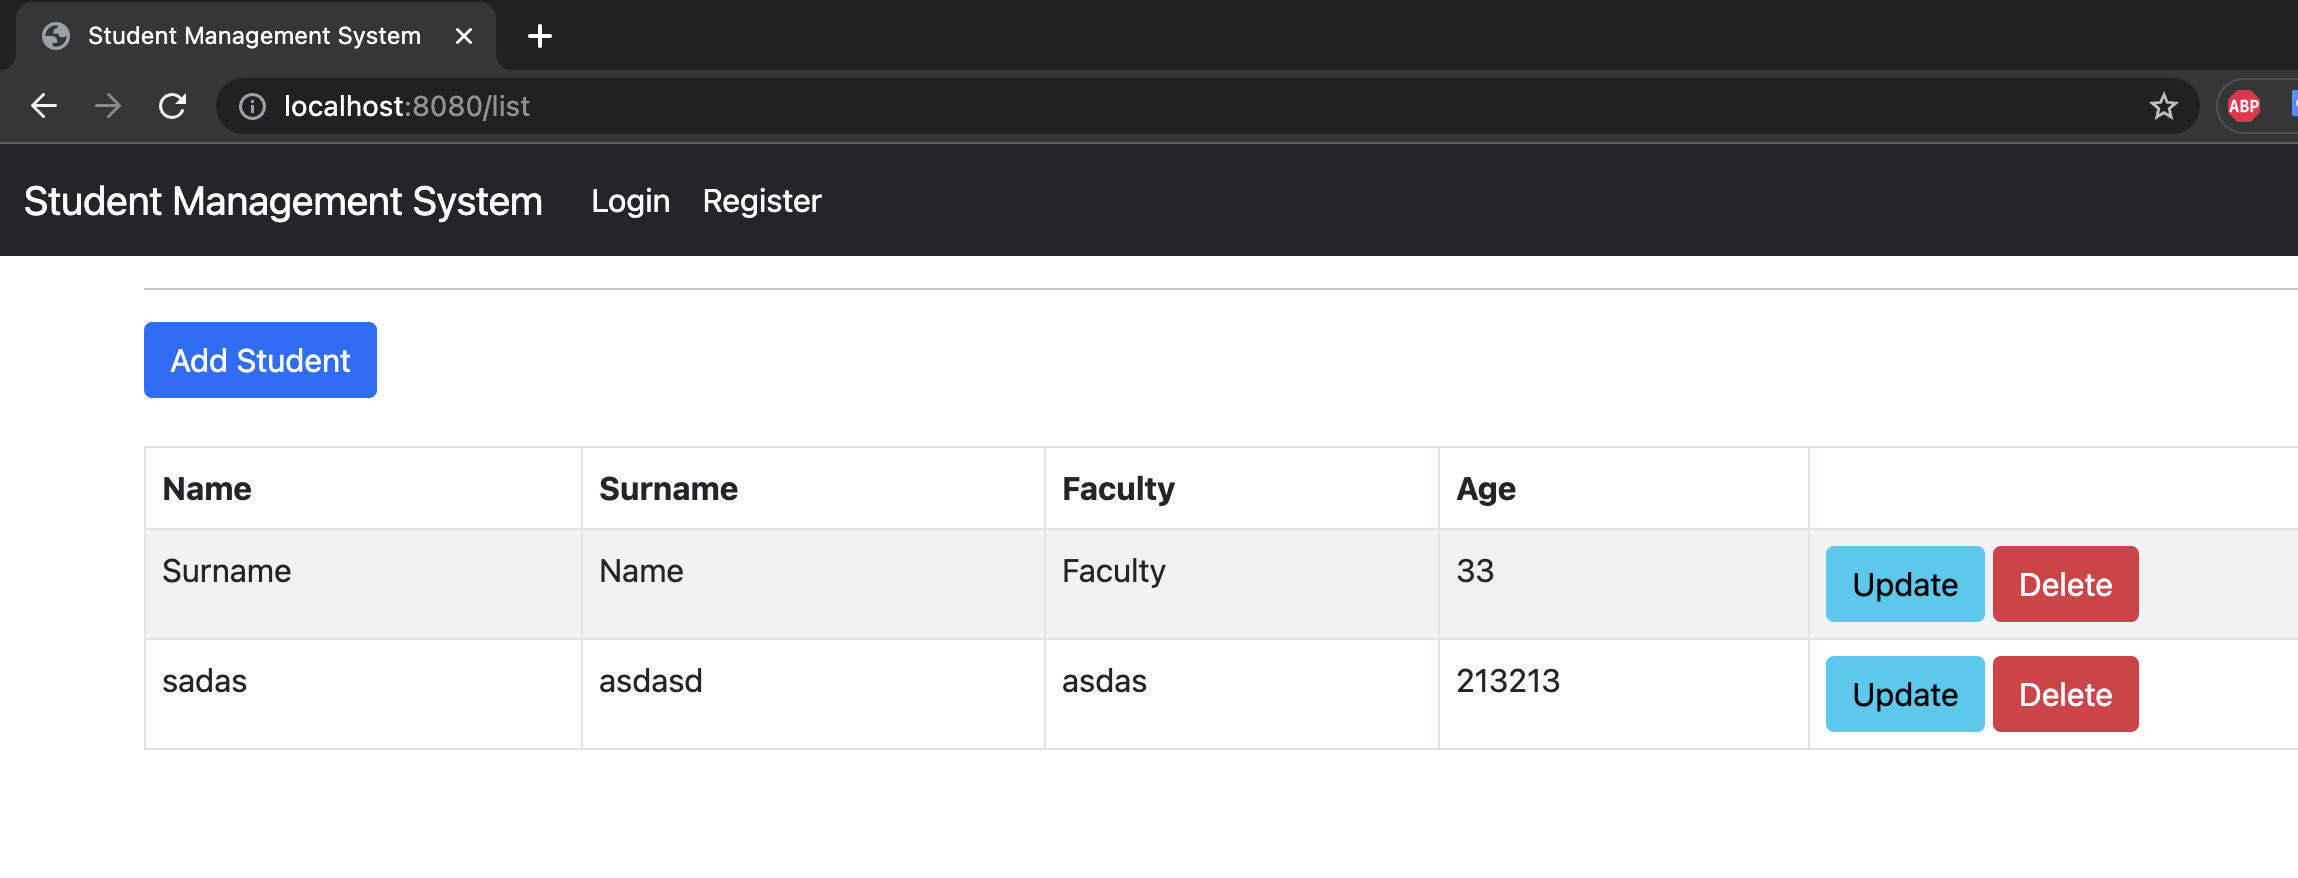 Student Management System
localhost:8080/list
ABP
Student Management System Login Register
Add Student
Name Surname Faculty Age
Surname Name Faculty 33 Update Delete
sadas asdasd asdas 213213 Update Delete